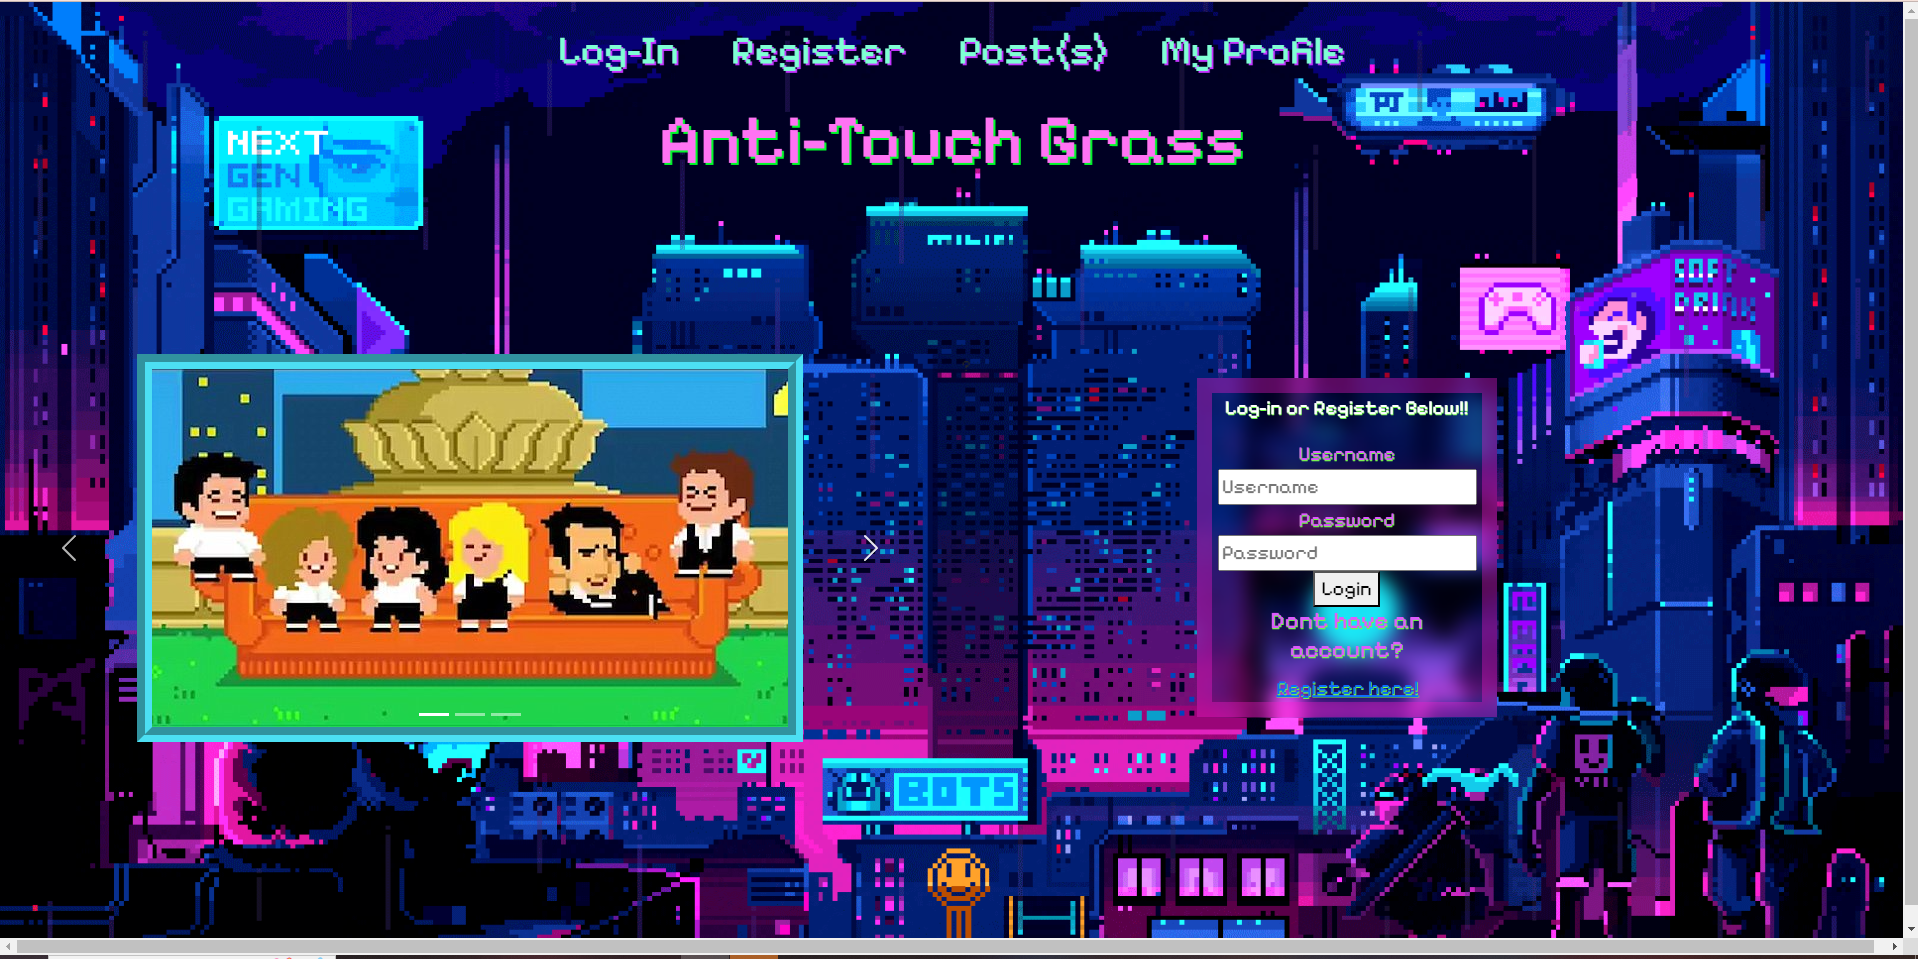 Log-In Register Post(s) My Profile
Anti-Touch Grass
NEXT
GEN
GAMING
SOFT
DRINK
Log-in or Register Below!!
Username
Username
Password
Password
Login
Dont have an
account?
Register here!
BOTS